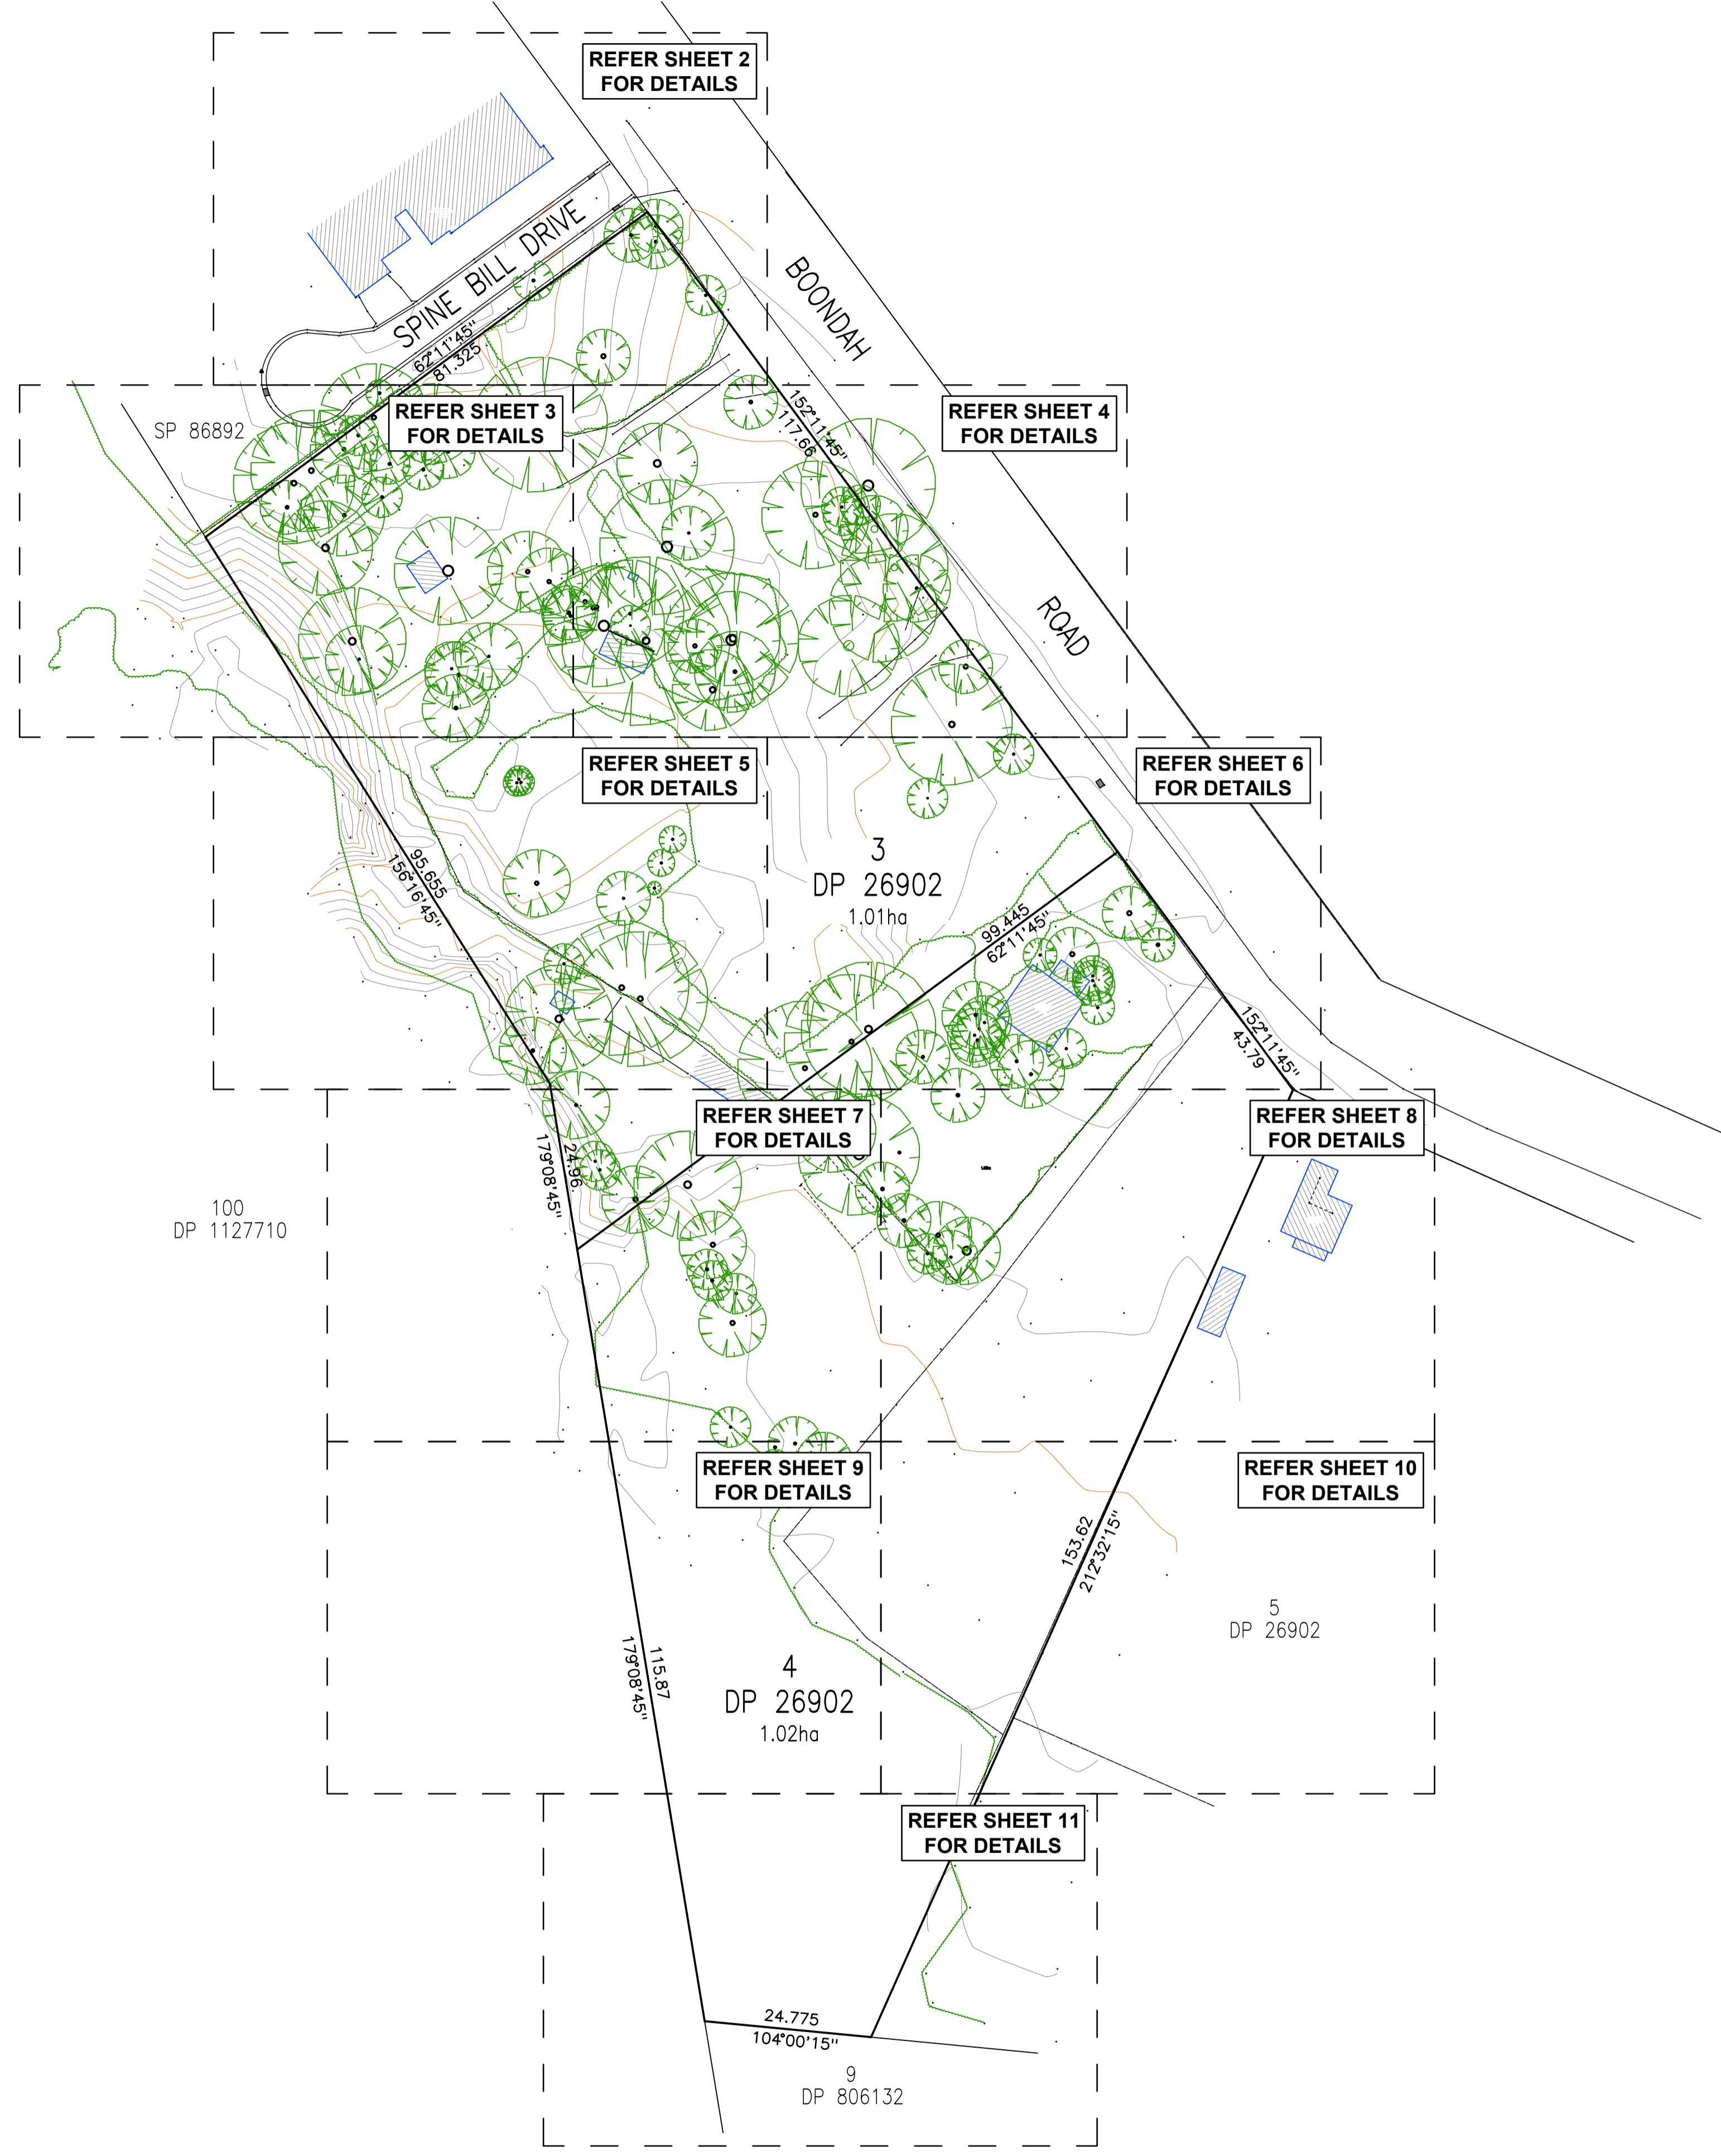 REFER SHEET 2
FOR DETAILS
SPINE BILL DRIVE
62°11'45"
81.325
BOONDAH
ROAD
SP 86892
REFER SHEET 3
FOR DETAILS
152°11'45"
117.66
REFER SHEET 4
FOR DETAILS
REFER SHEET 5
FOR DETAILS
REFER SHEET 6
FOR DETAILS
95.655
156°16'45"
3
DP 26902
1.01ha
99.445
62°11'45"
152°11'45"
43.79
REFER SHEET 7
FOR DETAILS
REFER SHEET 8
FOR DETAILS
24.96
179°08'45"
100
DP 1127710
REFER SHEET 9
FOR DETAILS
REFER SHEET 10
FOR DETAILS
153.62
212°32'15"
5
DP 26902
115.87
179°08'45"
4
DP 26902
1.02ha
REFER SHEET 11
FOR DETAILS
24.775
104°00'15"
9
DP 806132